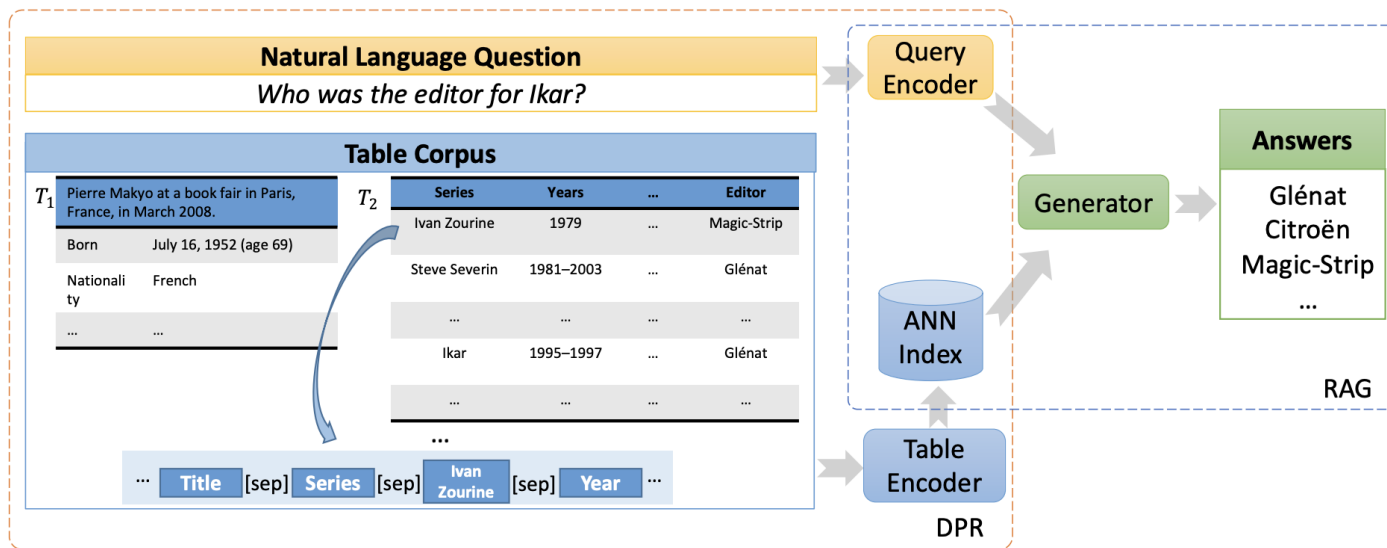 Natural Language Question
Who was the editor for Ikar?
Table Corpus
T1
Pierre Makyo at a book fair in Paris,
France, in March 2008.
Born July 16, 1952 (age 69)
Nationali
ty
French
... ...
T2
Series Years ... Editor
Ivan Zourine 1979 ... Magic-Strip
Steve Severin 1981–2003 ... Glénat
... ... ... ...
Ikar 1995–1997 ... Glénat
... ... ... ...
...
... Title [sep] Series [sep] Ivan Zourine [sep] Year ...
Query
Encoder
Generator
ANN
Index
Table
Encoder
DPR
Answers
Glénat
Citroën
Magic-Strip
...
RAG